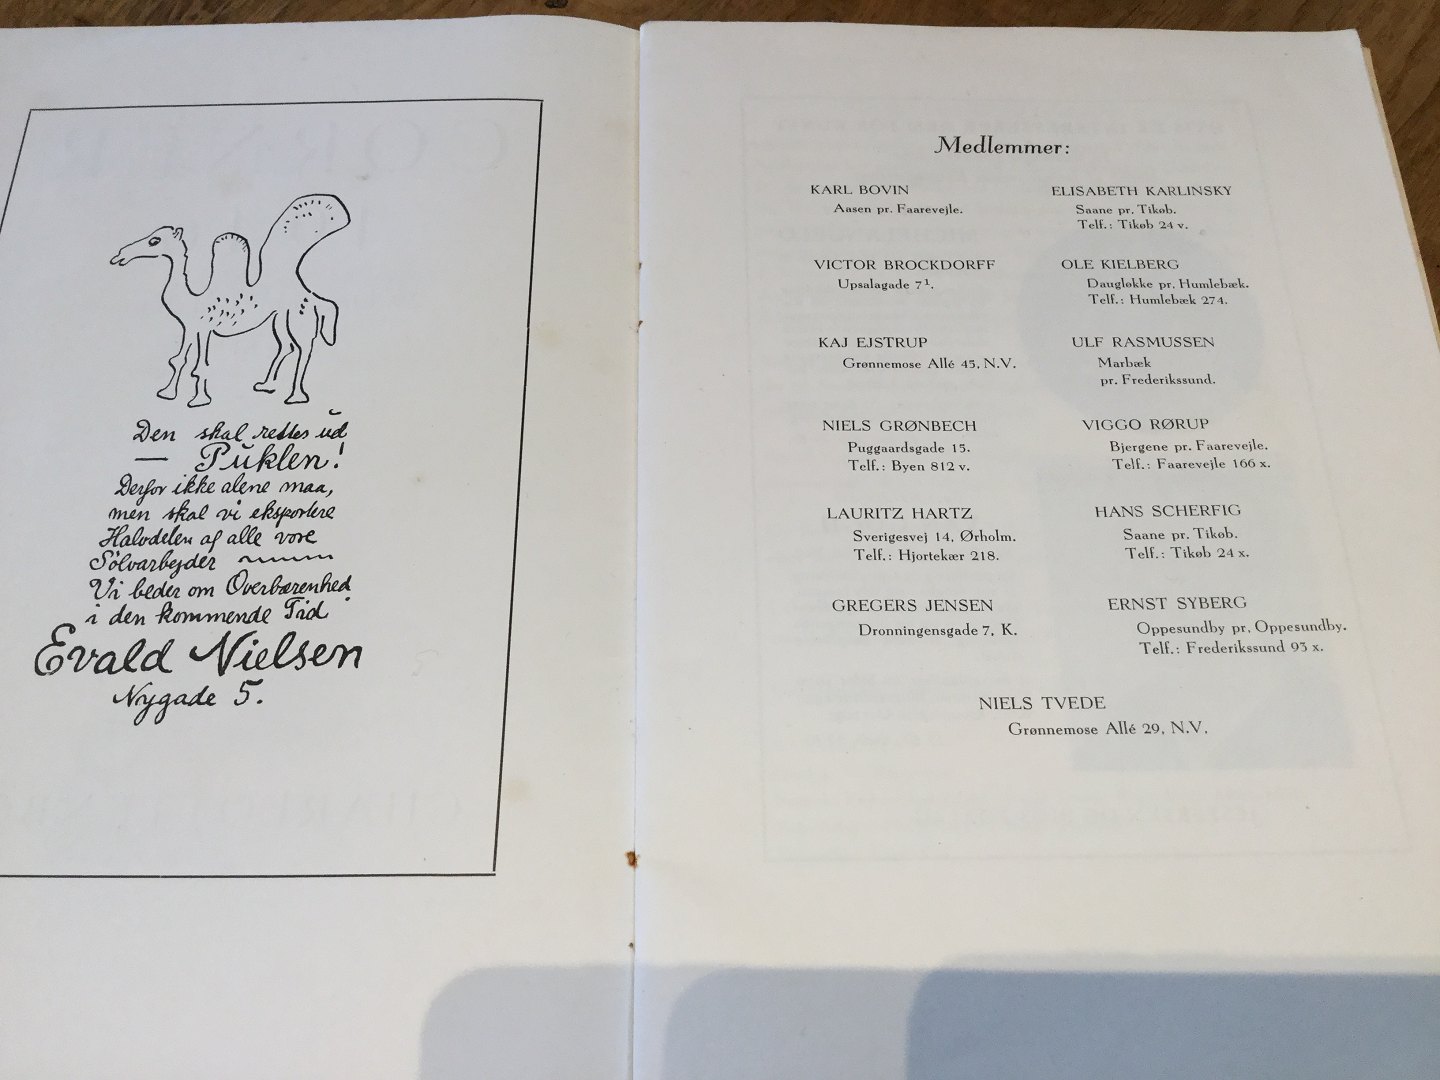 Den skal rettes ud
— Puklen!
Derfor ikke alene maa,
men skal vi eksportere
Halvdelen af alle vore
Sølvarbejder
Vi beder om Overbærenhed
i den kommende Tid.
Evald Nielsen
Nygade 5.
Medlemmer:
KARL BOVIN
Aasen pr. Faarevejle.
VICTOR BROCKDORFF
Upsalagade 7¹.
KAJ EJSTRUP
Grønnemose Allé 45, N.V.
NIELS GRØNBECH
Puggaardsgade 15.
Telf.: Byen 812 v.
LAURITZ HARTZ
Sverigesvej 14, Ørholm.
Telf.: Hjortekær 218.
GREGERS JENSEN
Dronningensgade 7, K.
ELISABETH KARLINSKY
Saane pr. Tikøb.
Telf.: Tikøb 24 v.
OLE KIELBERG
Daugløkke pr. Humlebæk.
Telf.: Humlebæk 274.
ULF RASMUSSEN
Marbæk
pr. Frederikssund.
VIGGO RØRUP
Bjergene pr. Faarevejle.
Telf.: Faarevejle 166 x.
HANS SCHERFIG
Saane pr. Tikøb.
Telf.: Tikøb 24 x.
ERNST SYBERG
Oppesundby pr. Oppesundby.
Telf.: Frederikssund 93 x.
NIELS TVEDE
Grønnemose Allé 29, N.V.